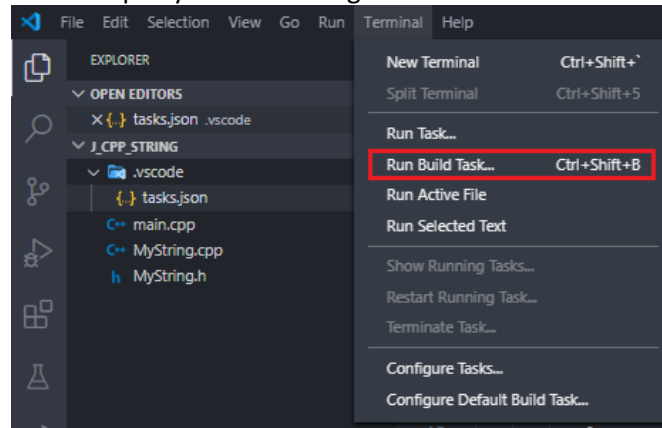 File Edit Selection View Go Run Terminal Help
EXPLORER
OPEN EDITORS
{..} tasks.json .vscode
J_CPP_STRING
.vscode
{..} tasks.json
C++ main.cpp
C++ MyString.cpp
h MyString.h
New Terminal Ctrl+Shift+`
Split Terminal Ctrl+Shift+5
Run Task...
Run Build Task... Ctrl+Shift+B
Run Active File
Run Selected Text
Show Running Tasks...
Restart Running Task...
Terminate Task...
Configure Tasks...
Configure Default Build Task...